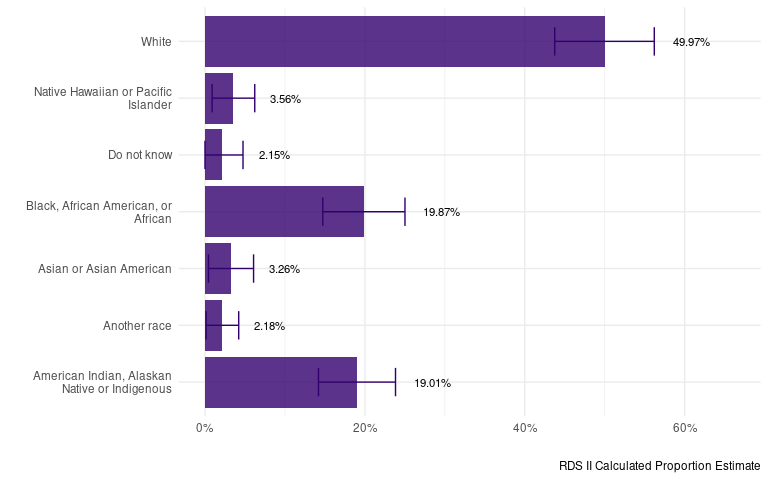 White
49.97%
Native Hawaiian or Pacific
Islander
3.56%
Do not know
2.15%
Black, African American, or
African
19.87%
Asian or Asian American
3.26%
Another race
2.18%
American Indian, Alaskan
Native or Indigenous
19.01%
0% 20% 40% 60%
RDS II Calculated Proportion Estimate